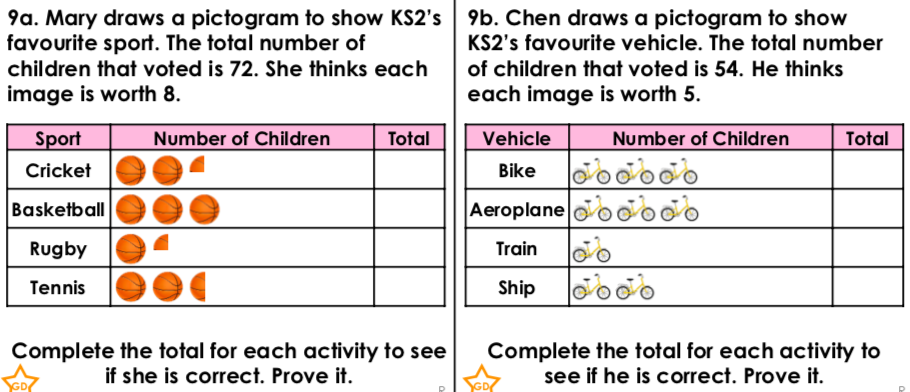 9a. Mary draws a pictogram to show KS2's
favourite sport. The total number of
children that voted is 72. She thinks each
image is worth 8.
Sport Number of Children Total
Cricket
Basketball
Rugby
Tennis
Complete the total for each activity to see
if she is correct. Prove it.
GD
P
9b. Chen draws a pictogram to show
KS2's favourite vehicle. The total number
of children that voted is 54. He thinks
each image is worth 5.
Vehicle Number of Children Total
Bike
Aeroplane
Train
Ship
Complete the total for each activity to
see if he is correct. Prove it.
GD